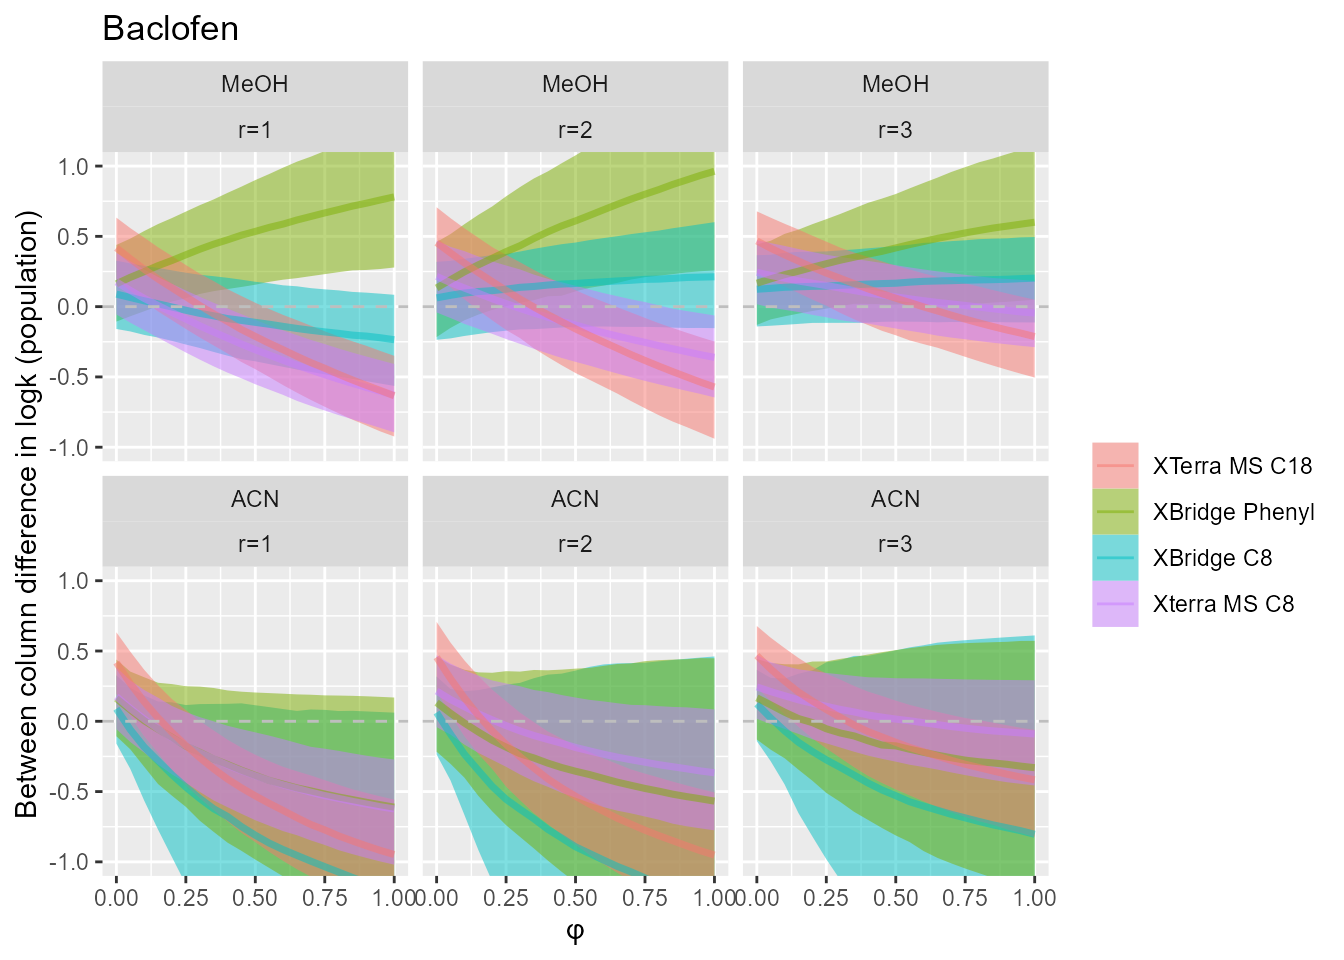 Baclofen
MeOH MeOH MeOH
r=1 r=2 r=3
1.0
0.5
0.0
-0.5
-1.0
ACN ACN ACN
r=1 r=2 r=3
1.0
0.5
0.0
-0.5
-1.0
0.00 0.25 0.50 0.75 1.00 0.00 0.25 0.50 0.75 1.00 0.00 0.25 0.50 0.75 1.00
φ
Between column difference in logk (population)
XTerra MS C18
XBridge Phenyl
XBridge C8
Xterra MS C8